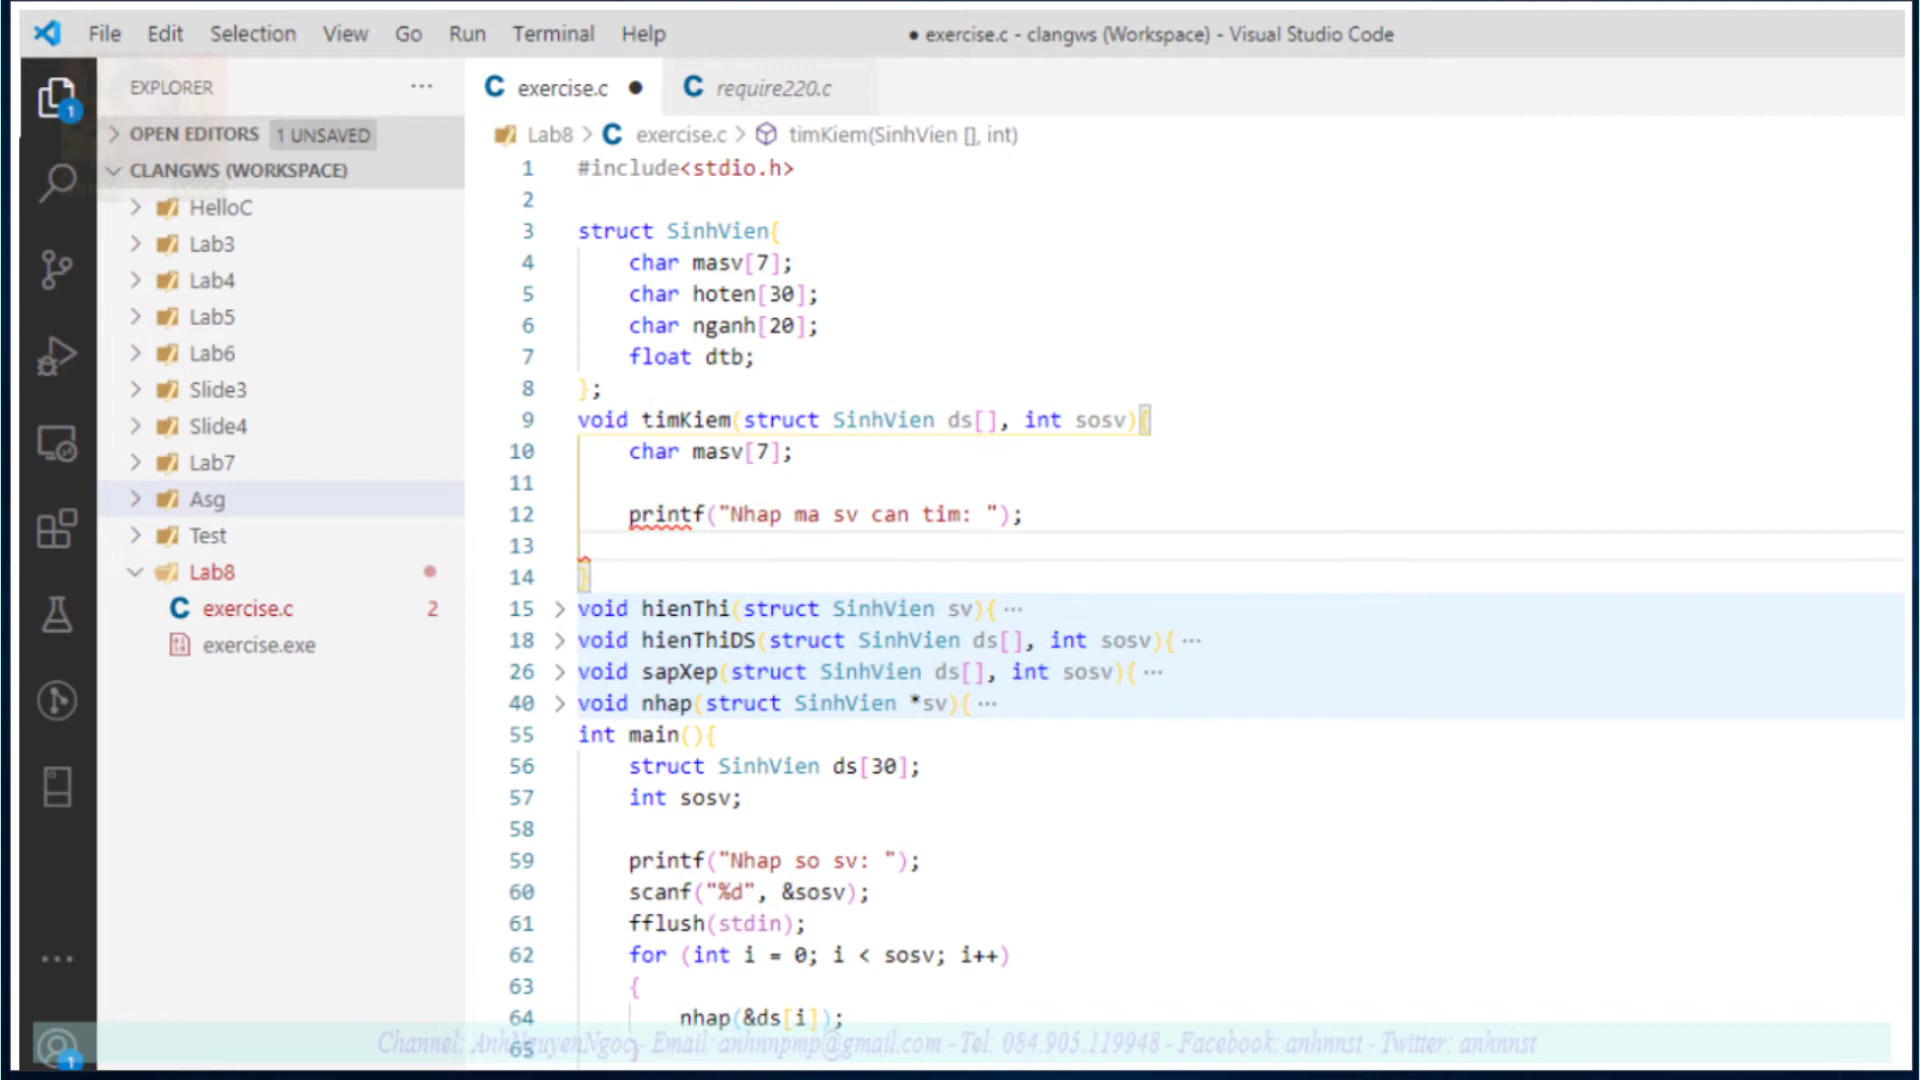 File Edit Selection View Go Run Terminal Help ● exercise.c - clangws (Workspace) - Visual Studio Code
EXPLORER ···
OPEN EDITORS 1 UNSAVED
CLANGWS (WORKSPACE)
HelloC
Lab3
Lab4
Lab5
Lab6
Slide3
Slide4
Lab7
Asg
Test
Lab8
exercise.c 2
exercise.exe
1
1
exercise.c ● require220.c
Lab8 > exercise.c > timKiem(SinhVien [], int)
1 #include<stdio.h>
2
3 struct SinhVien{
4 char masv[7];
5 char hoten[30];
6 char nganh[20];
7 float dtb;
8 };
9 void timKiem(struct SinhVien ds[], int sosv){
10 char masv[7];
11
12 printf("Nhap ma sv can tim: ");
13
14 }
15 void hienThi(struct SinhVien sv){ ···
18 void hienThiDS(struct SinhVien ds[], int sosv){ ···
26 void sapXep(struct SinhVien ds[], int sosv){ ···
40 void nhap(struct SinhVien *sv){ ···
55 int main(){
56 struct SinhVien ds[30];
57 int sosv;
58
59 printf("Nhap so sv: ");
60 scanf("%d", &sosv);
61 fflush(stdin);
62 for (int i = 0; i < sosv; i++)
63 {
64 nhap(&ds[i]);
65 }
Channel: AnhNguyenNgoc - Email: anhnnpmp@gmail.com - Tel: 084.905.119948 - Facebook: anhnnst - Twitter: anhnnst